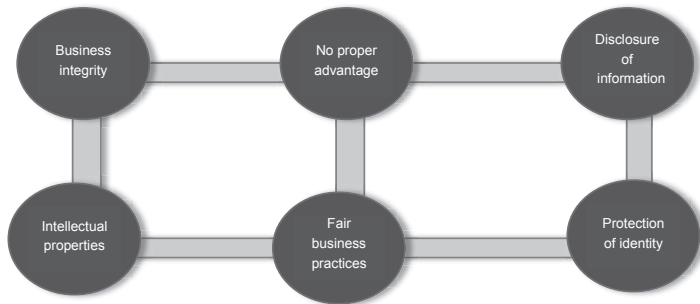 Business
integrity
No proper
advantage
Disclosure
of
information
Intellectual
properties
Fair
business
practices
Protection
of identity